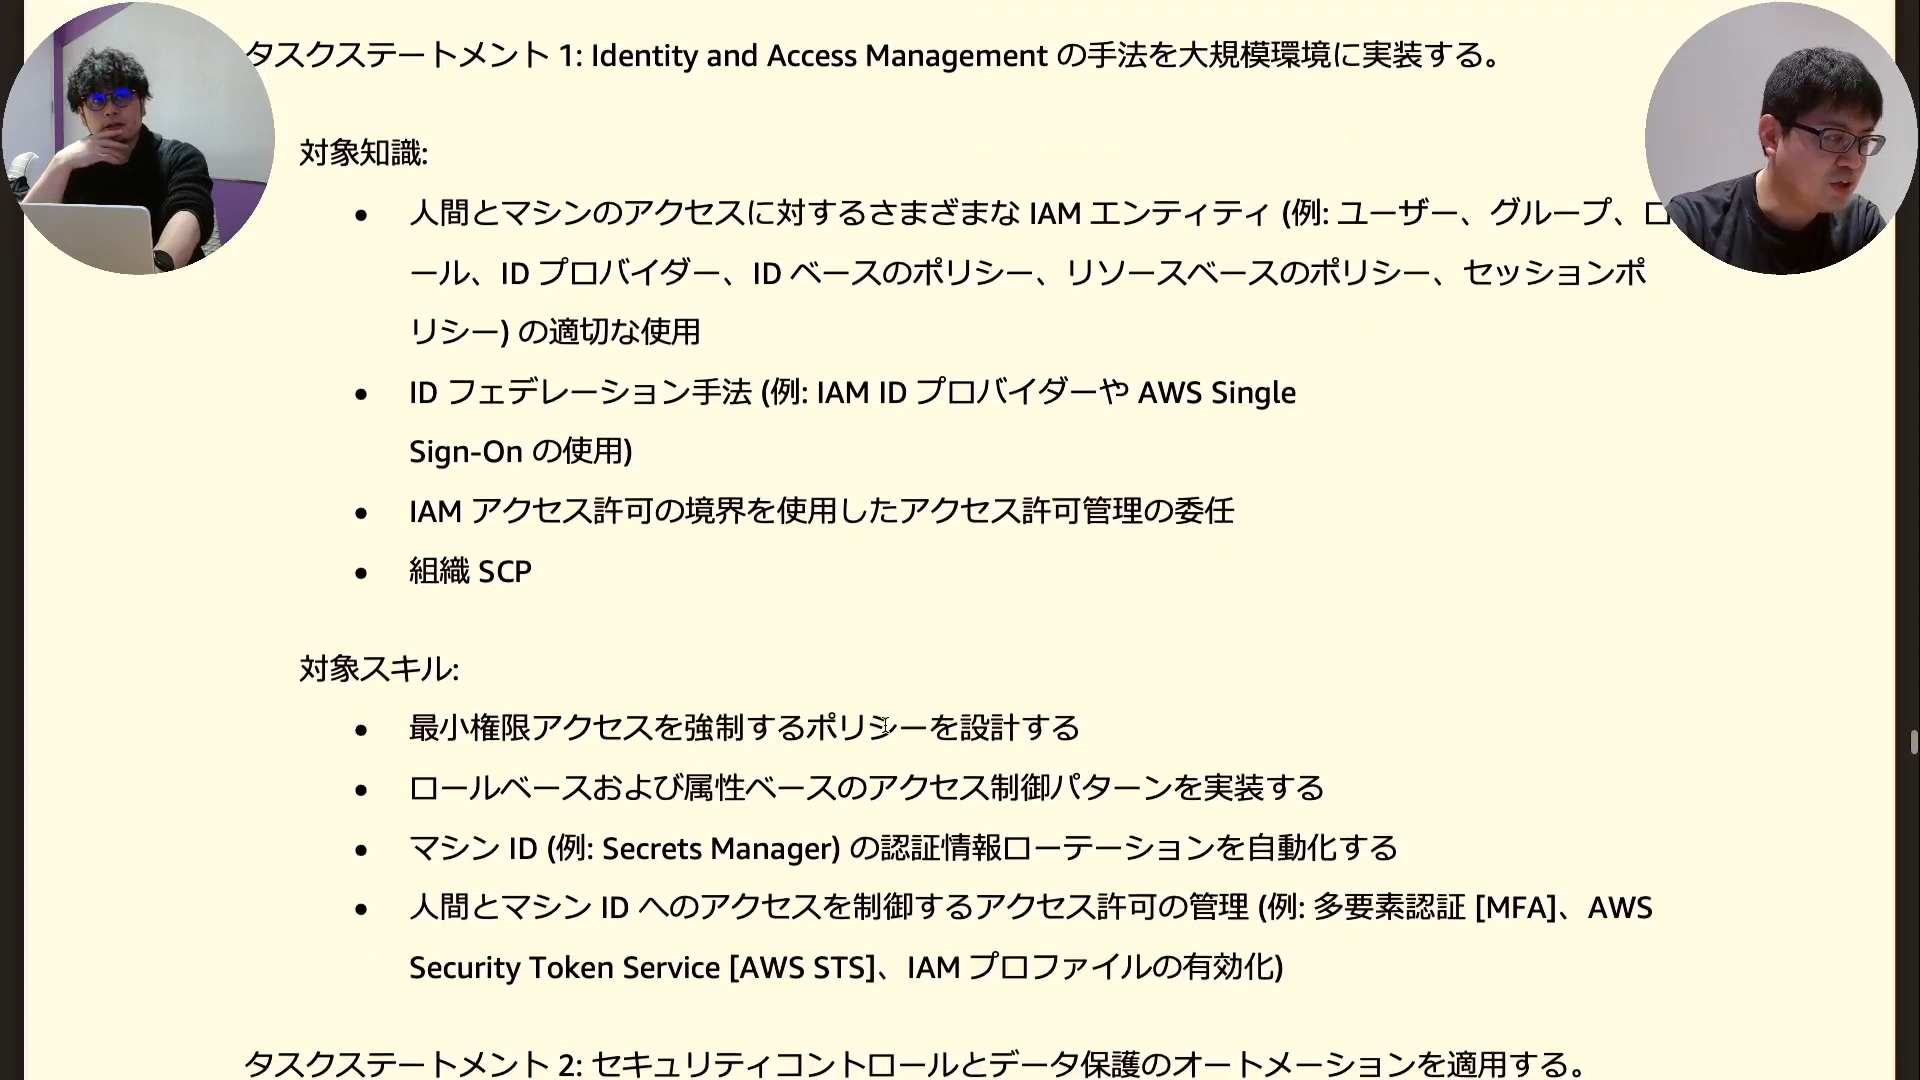 タスクステートメント 1: Identity and Access Management の手法を大規模環境に実装する。
対象知識:
• 人間とマシンのアクセスに対するさまざまな IAM エンティティ (例: ユーザー、グループ、ロ
ール、ID プロバイダー、ID ベースのポリシー、リソースベースのポリシー、セッションポ
リシー) の適切な使用
• ID フェデレーション手法 (例: IAM ID プロバイダーや AWS Single
Sign-On の使用)
• IAM アクセス許可の境界を使用したアクセス許可管理の委任
• 組織 SCP
対象スキル:
• 最小権限アクセスを強制するポリシーを設計する
• ロールベースおよび属性ベースのアクセス制御パターンを実装する
• マシン ID (例: Secrets Manager) の認証情報ローテーションを自動化する
• 人間とマシン ID へのアクセスを制御するアクセス許可の管理 (例: 多要素認証 [MFA]、AWS
Security Token Service [AWS STS]、IAM プロファイルの有効化)
タスクステートメント 2: セキュリティコントロールとデータ保護のオートメーションを適用する。